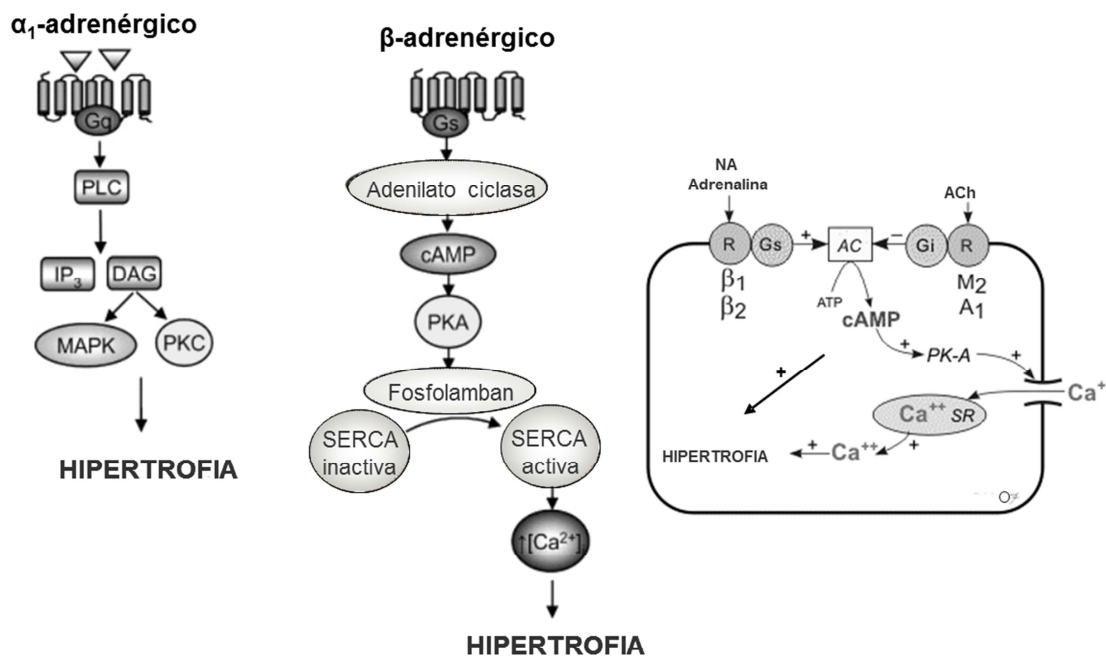 α₁-adrenérgico
Gq
PLC
IP₃
DAG
MAPK
PKC
HIPERTROFIA
β-adrenérgico
Gs
Adenilato ciclasa
cAMP
PKA
Fosfolamban
SERCA
inactiva
SERCA
activa
↑[Ca²⁺]
HIPERTROFIA
NA
Adrenalina
ACh
R
Gs
+
AC
−
Gi
R
β₁
β₂
ATP
cAMP
M₂
A₁
+
PK-A
+
+
Ca⁺
Ca⁺⁺ SR
HIPERTROFIA
+
Ca⁺⁺
+